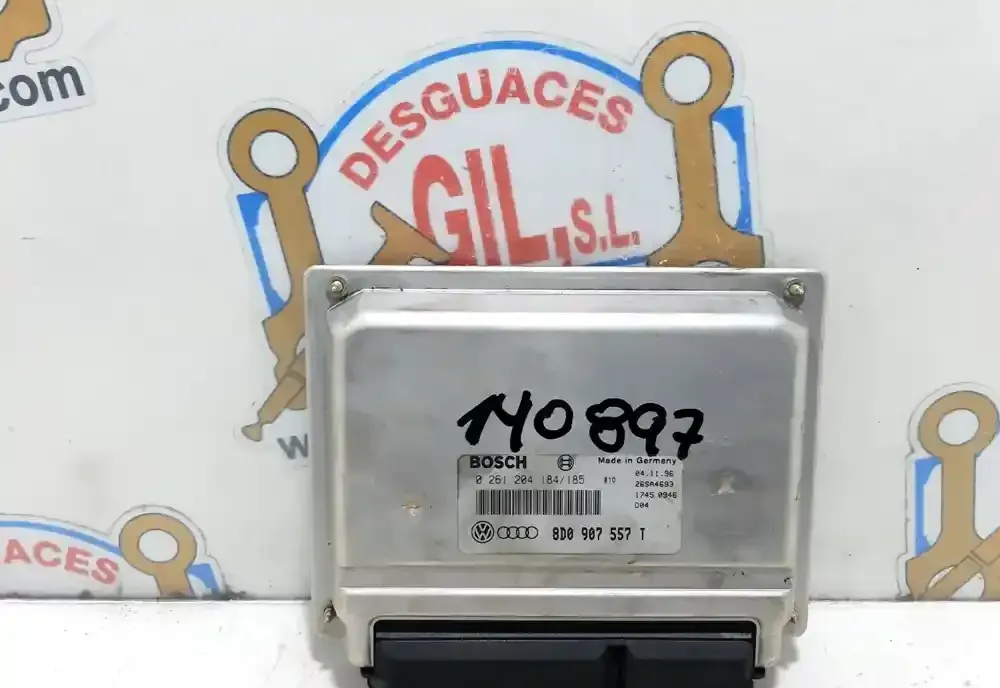 .com
DESGUACES
GIL, S.L.
w
140897
BOSCH Made in Germany
0 261 204 184/185 #10 04.11.96
26SA4693
1745 0946
D04
8D0 907 557 T
ACES